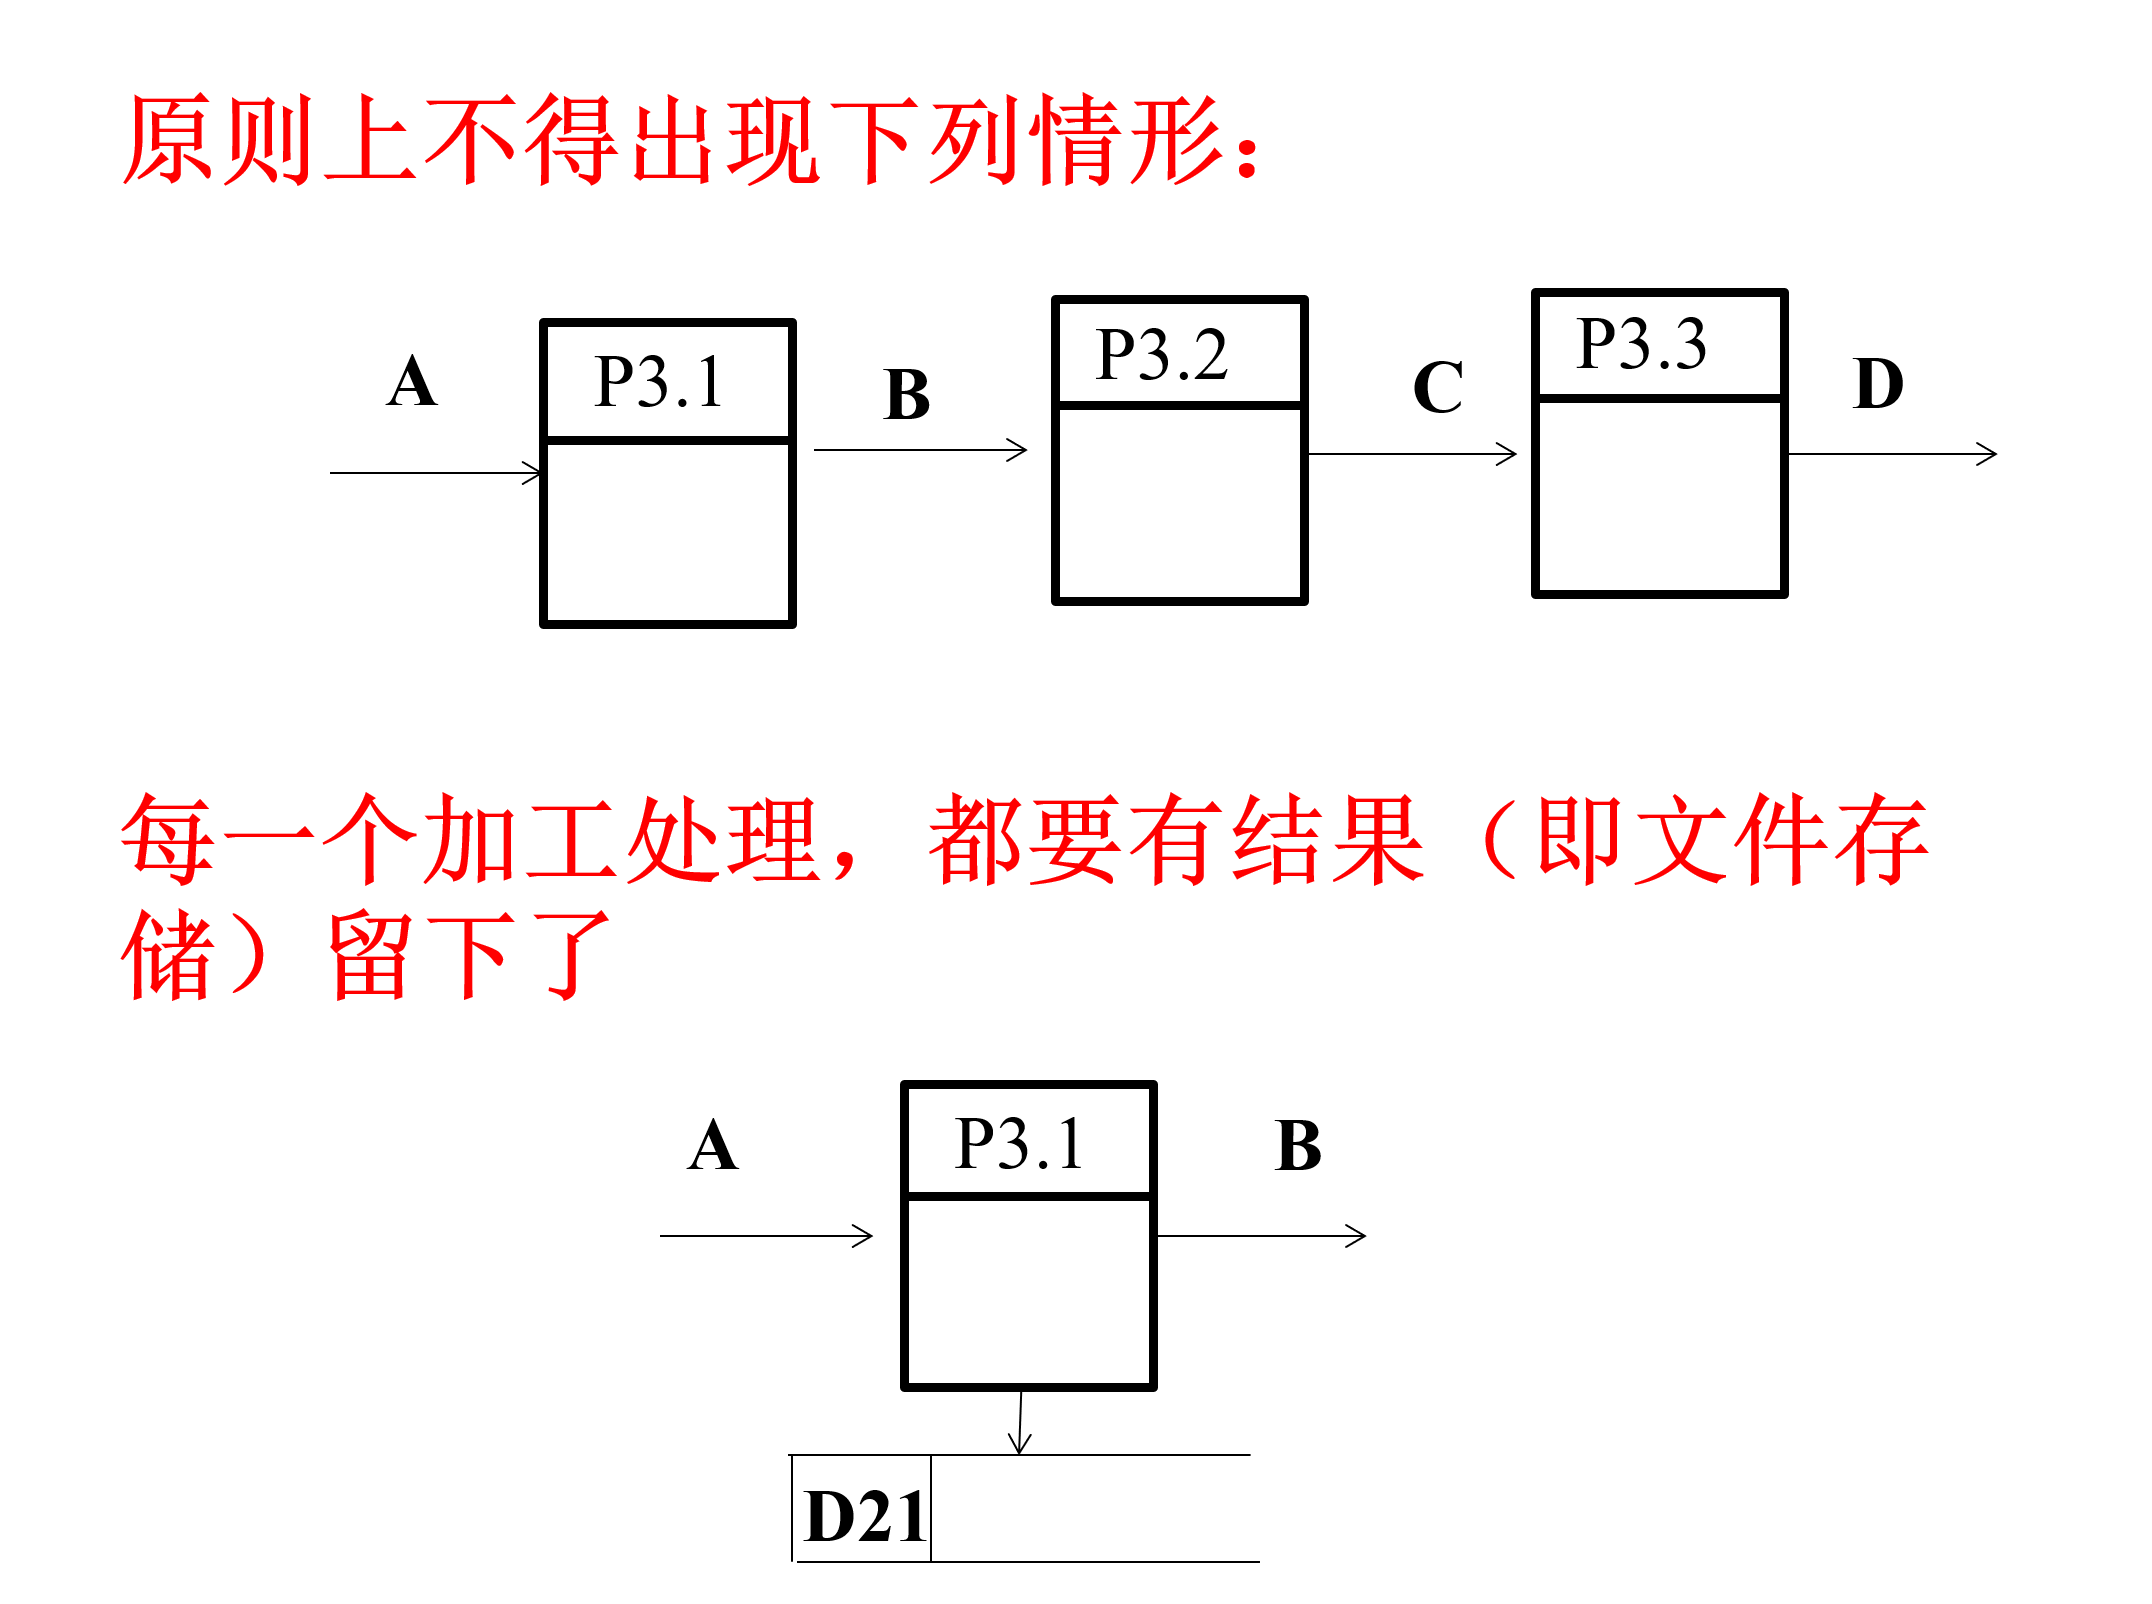 原则上不得出现下列情形:
A
P3.1
B
P3.2
C
P3.3
D
每一个加工处理，都要有结果（即文件存
储）留下了
A
P3.1
B
D21